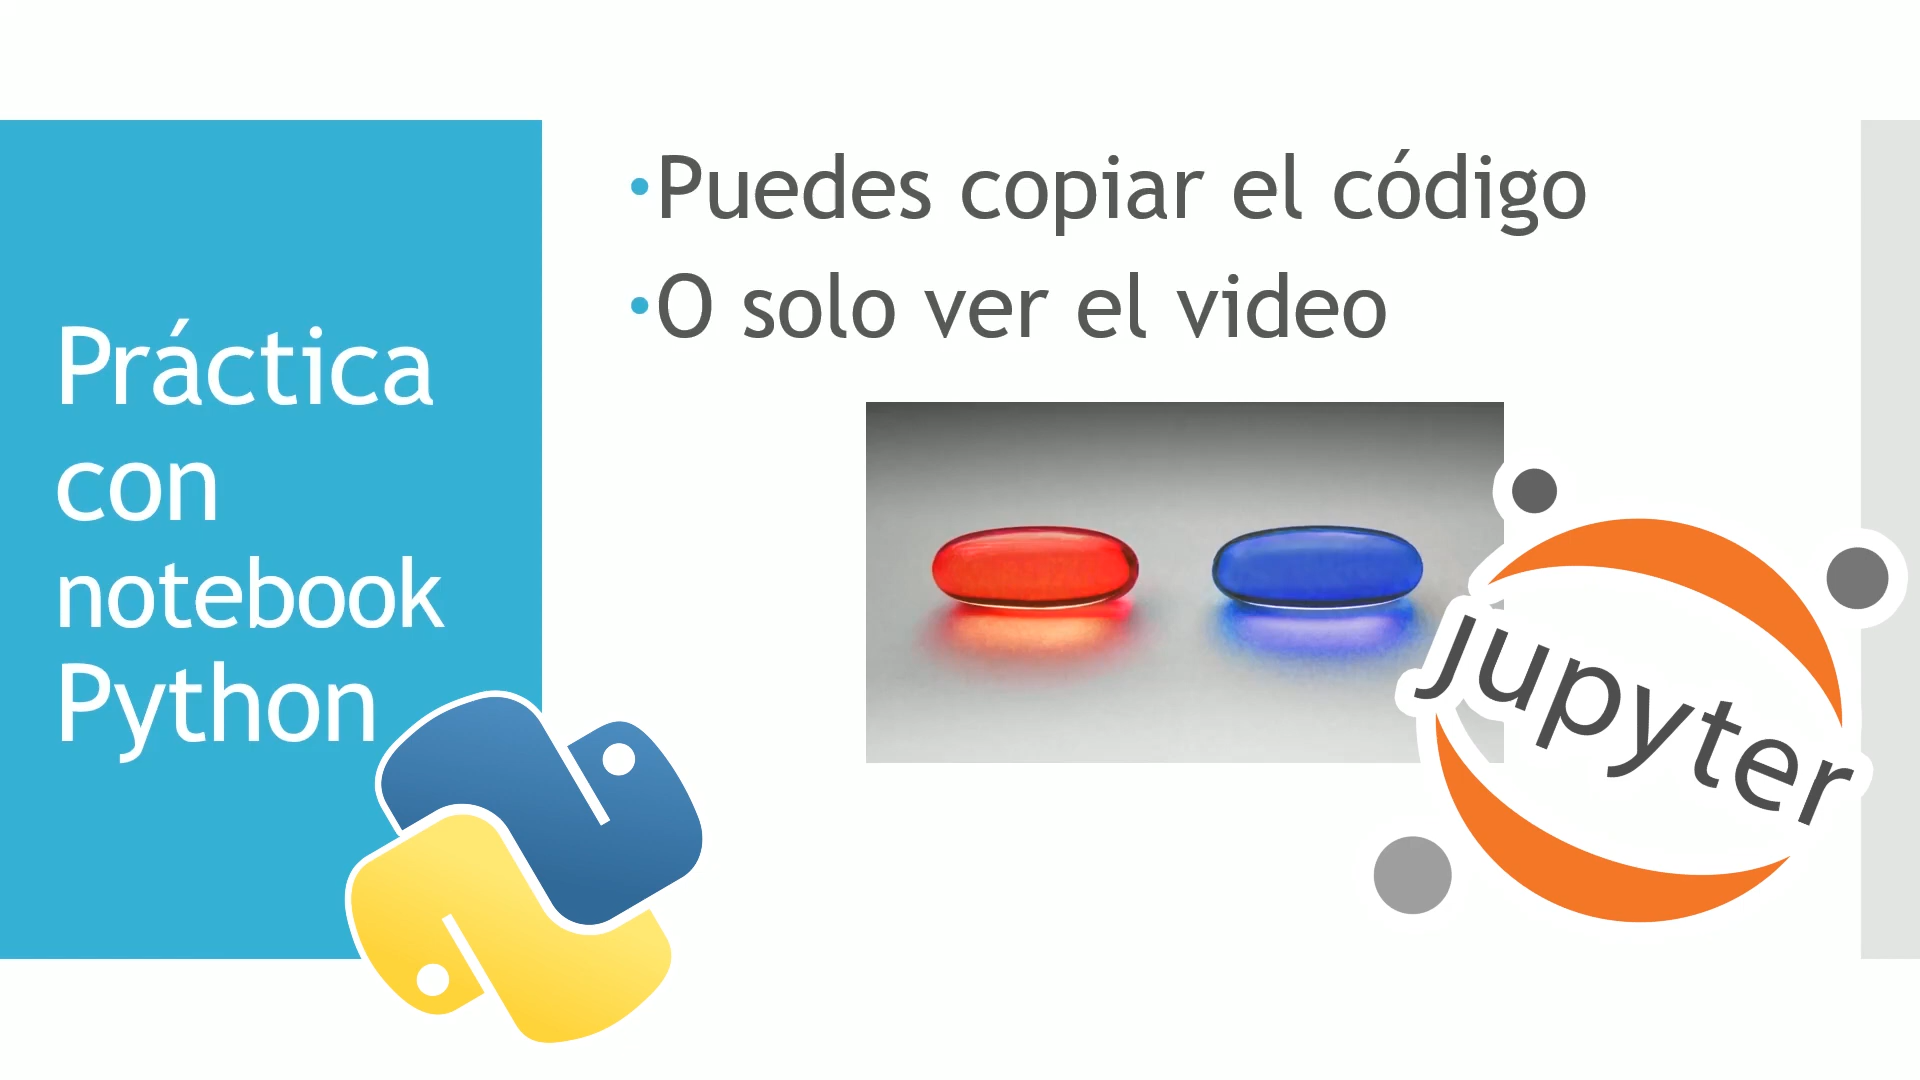 Práctica
con
notebook
Python
•Puedes copiar el código
•O solo ver el video
jupyter